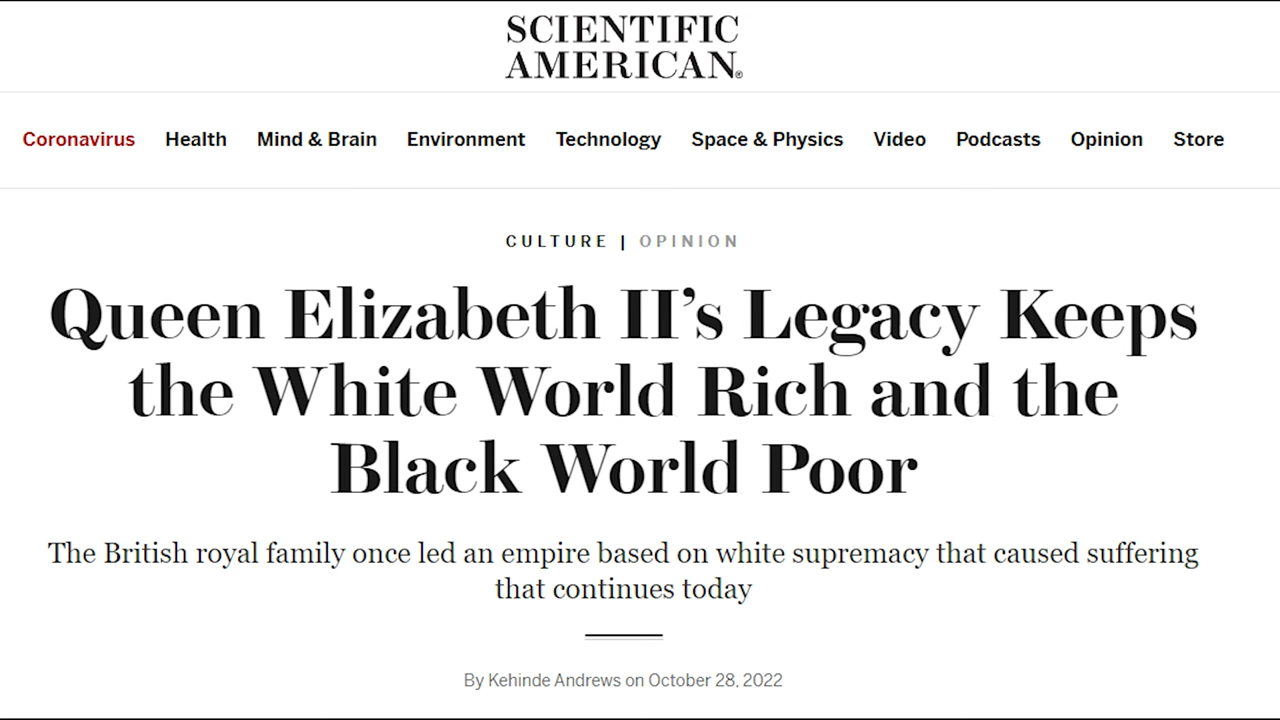 SCIENTIFIC
AMERICAN®
Coronavirus Health Mind & Brain Environment Technology Space & Physics Video Podcasts Opinion Store
CULTURE | OPINION
Queen Elizabeth II’s Legacy Keeps
the White World Rich and the
Black World Poor
The British royal family once led an empire based on white supremacy that caused suffering
that continues today
By Kehinde Andrews on October 28, 2022